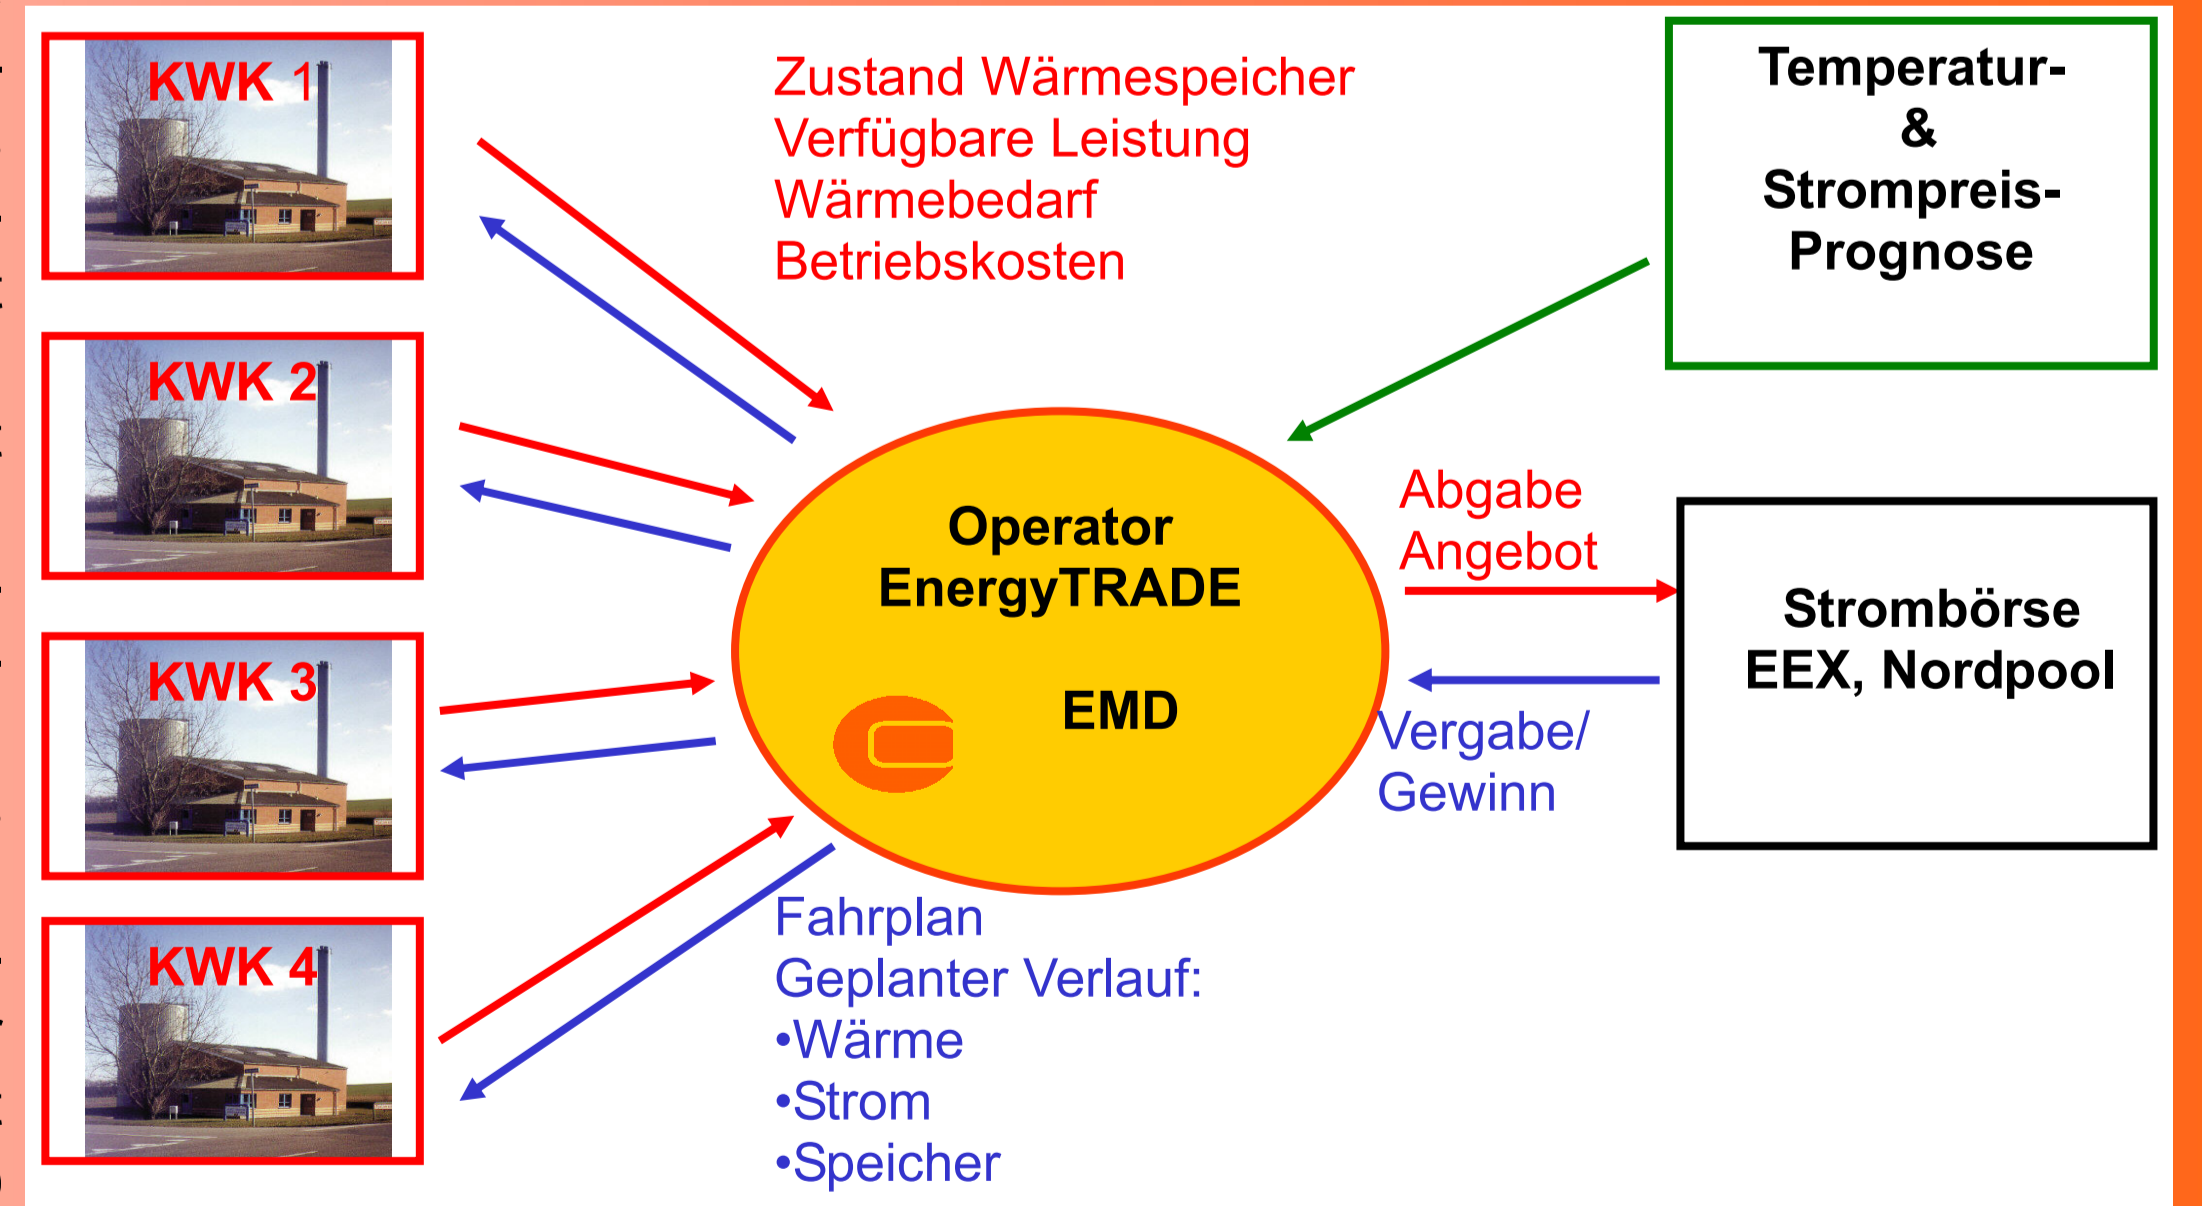 KWK 1
KWK 2
KWK 3
KWK 4
Zustand Wärmespeicher
Verfügbare Leistung
Wärmebedarf
Betriebskosten
Temperatur-
&
Strompreis-
Prognose
Operator
EnergyTRADE
EMD
Abgabe
Angebot
Strombörse
EEX, Nordpool
Vergabe/
Gewinn
Fahrplan
Geplanter Verlauf:
•Wärme
•Strom
•Speicher